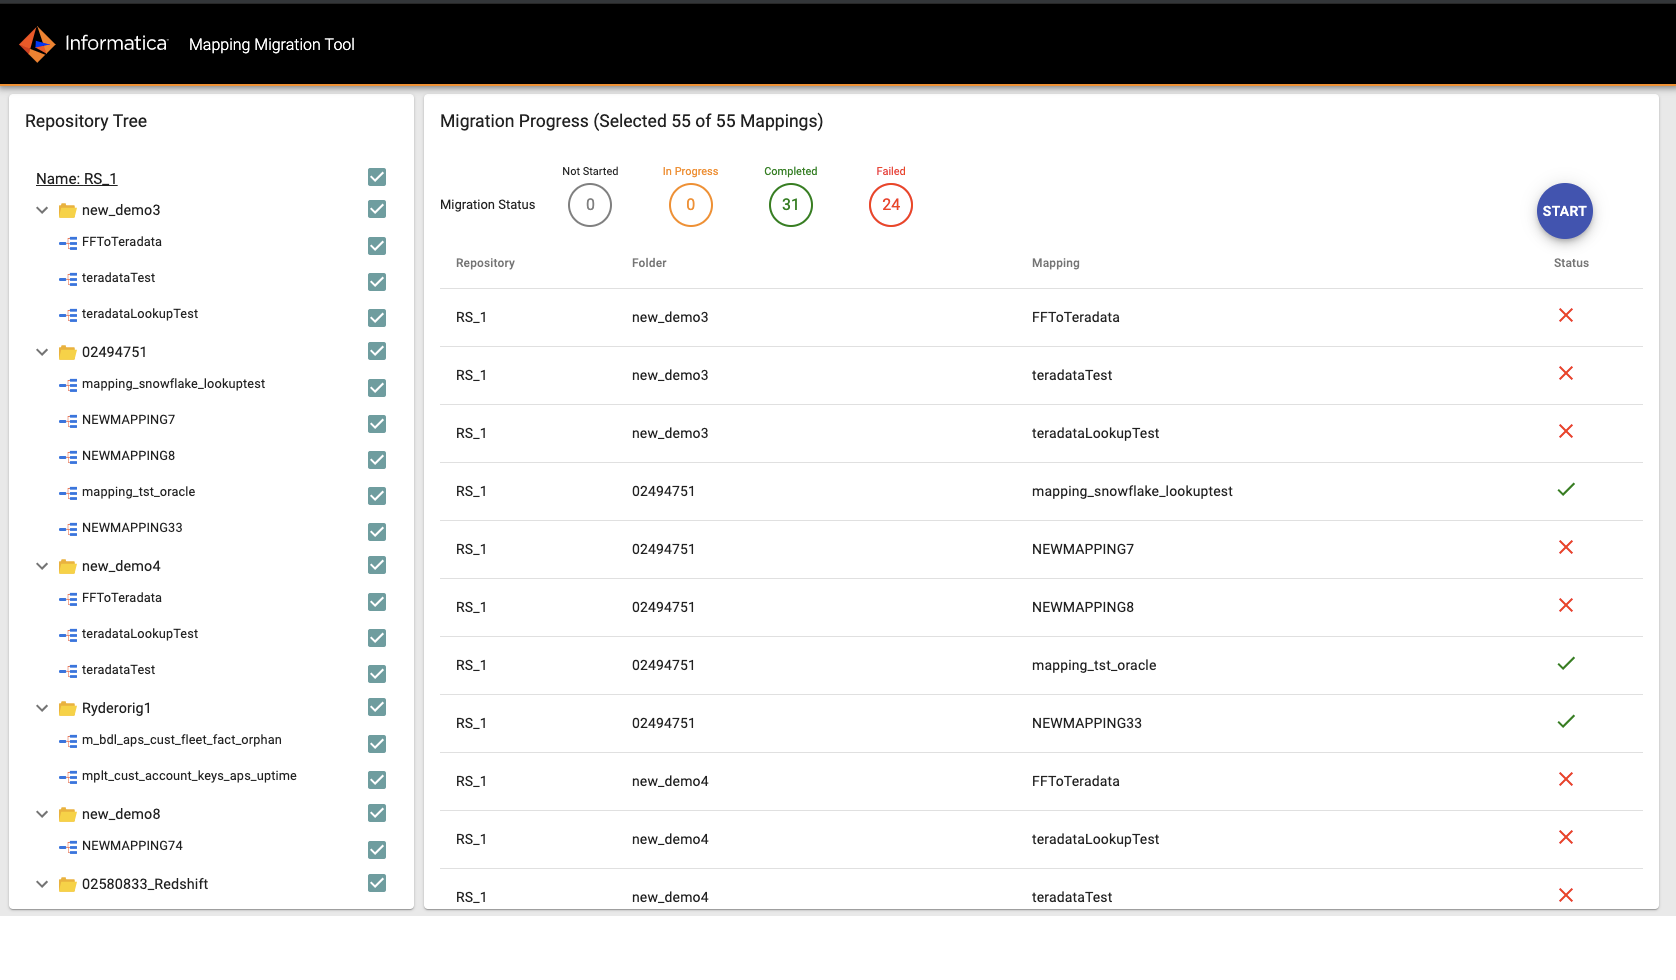 Informatica Mapping Migration Tool
Repository Tree
Name: RS_1
new_demo3
FFToTeradata
teradataTest
teradataLookupTest
02494751
mapping_snowflake_lookuptest
NEWMAPPING7
NEWMAPPING8
mapping_tst_oracle
NEWMAPPING33
new_demo4
FFToTeradata
teradataLookupTest
teradataTest
Ryderorig1
m_bdl_aps_cust_fleet_fact_orphan
mplt_cust_account_keys_aps_uptime
new_demo8
NEWMAPPING74
02580833_Redshift
Migration Progress (Selected 55 of 55 Mappings)
Not Started In Progress Completed Failed
Migration Status 0 0 31 24
START
Repository Folder Mapping Status
RS_1 new_demo3 FFToTeradata
RS_1 new_demo3 teradataTest
RS_1 new_demo3 teradataLookupTest
RS_1 02494751 mapping_snowflake_lookuptest
RS_1 02494751 NEWMAPPING7
RS_1 02494751 NEWMAPPING8
RS_1 02494751 mapping_tst_oracle
RS_1 02494751 NEWMAPPING33
RS_1 new_demo4 FFToTeradata
RS_1 new_demo4 teradataLookupTest
RS_1 new_demo4 teradataTest